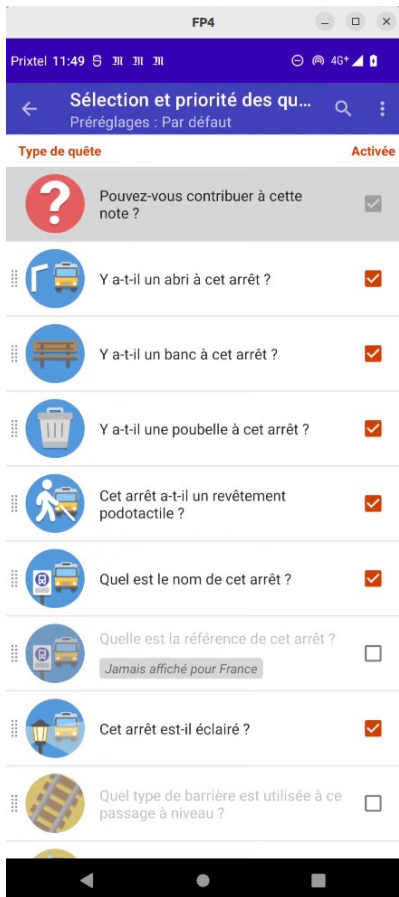 FP4
Prixtel 11:49
4G+
Sélection et priorité des qu...
Préréglages : Par défaut
Type de quête
Activée
Pouvez-vous contribuer à cette
note ?
Y a-t-il un abri à cet arrêt ?
Y a-t-il un banc à cet arrêt ?
Y a-t-il une poubelle à cet arrêt ?
Cet arrêt a-t-il un revêtement
podotactile ?
Quel est le nom de cet arrêt ?
Quelle est la référence de cet arrêt ?
Jamais affiché pour France
Cet arrêt est-il éclairé ?
Quel type de barrière est utilisée à ce
passage à niveau ?